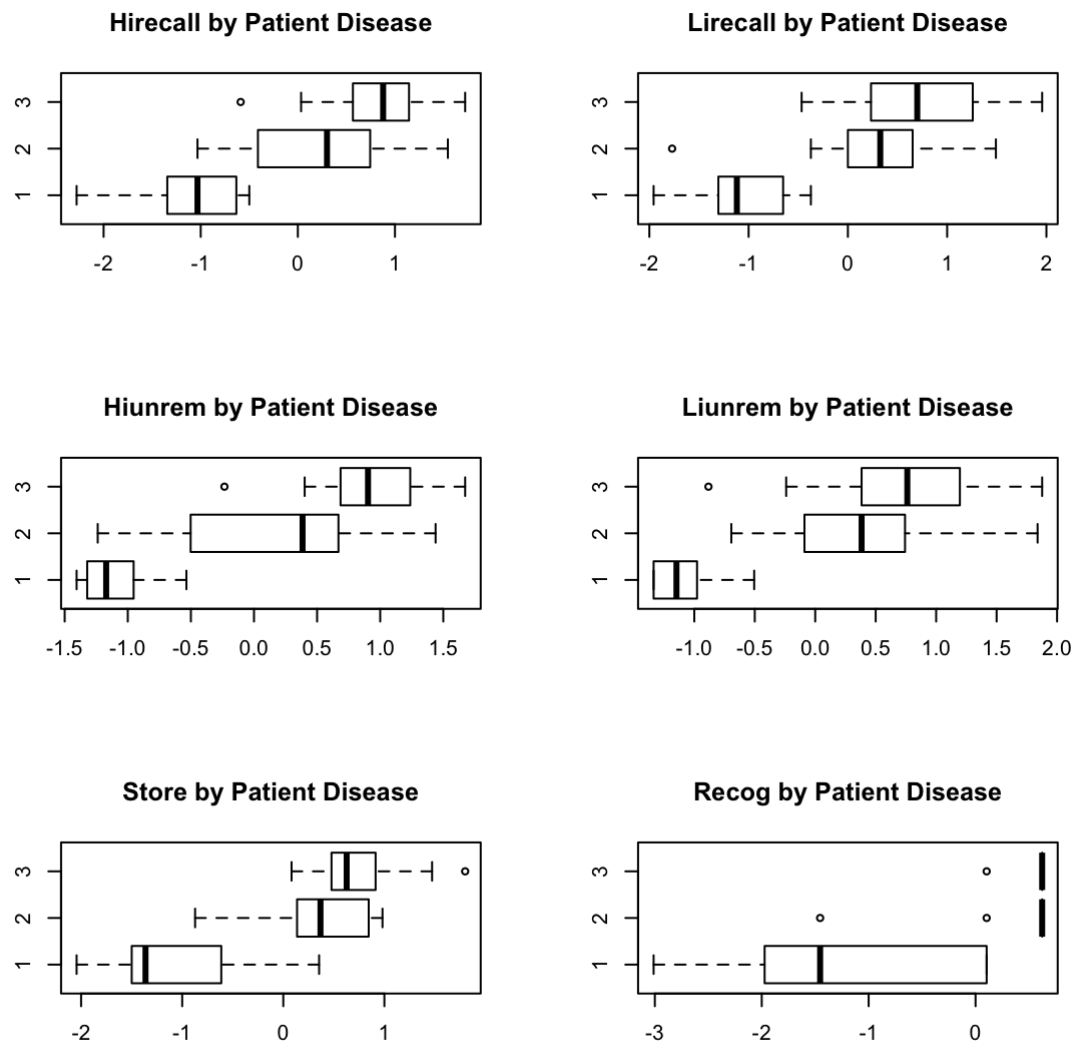 Hirecall by Patient Disease
3
2
1
-2 -1 0 1
Lirecall by Patient Disease
3
2
1
-2 -1 0 1 2
Hiunrem by Patient Disease
3
2
1
-1.5 -1.0 -0.5 0.0 0.5 1.0 1.5
Liunrem by Patient Disease
3
2
1
-1.0 -0.5 0.0 0.5 1.0 1.5 2.0
Store by Patient Disease
3
2
1
-2 -1 0 1
Recog by Patient Disease
3
2
1
-3 -2 -1 0